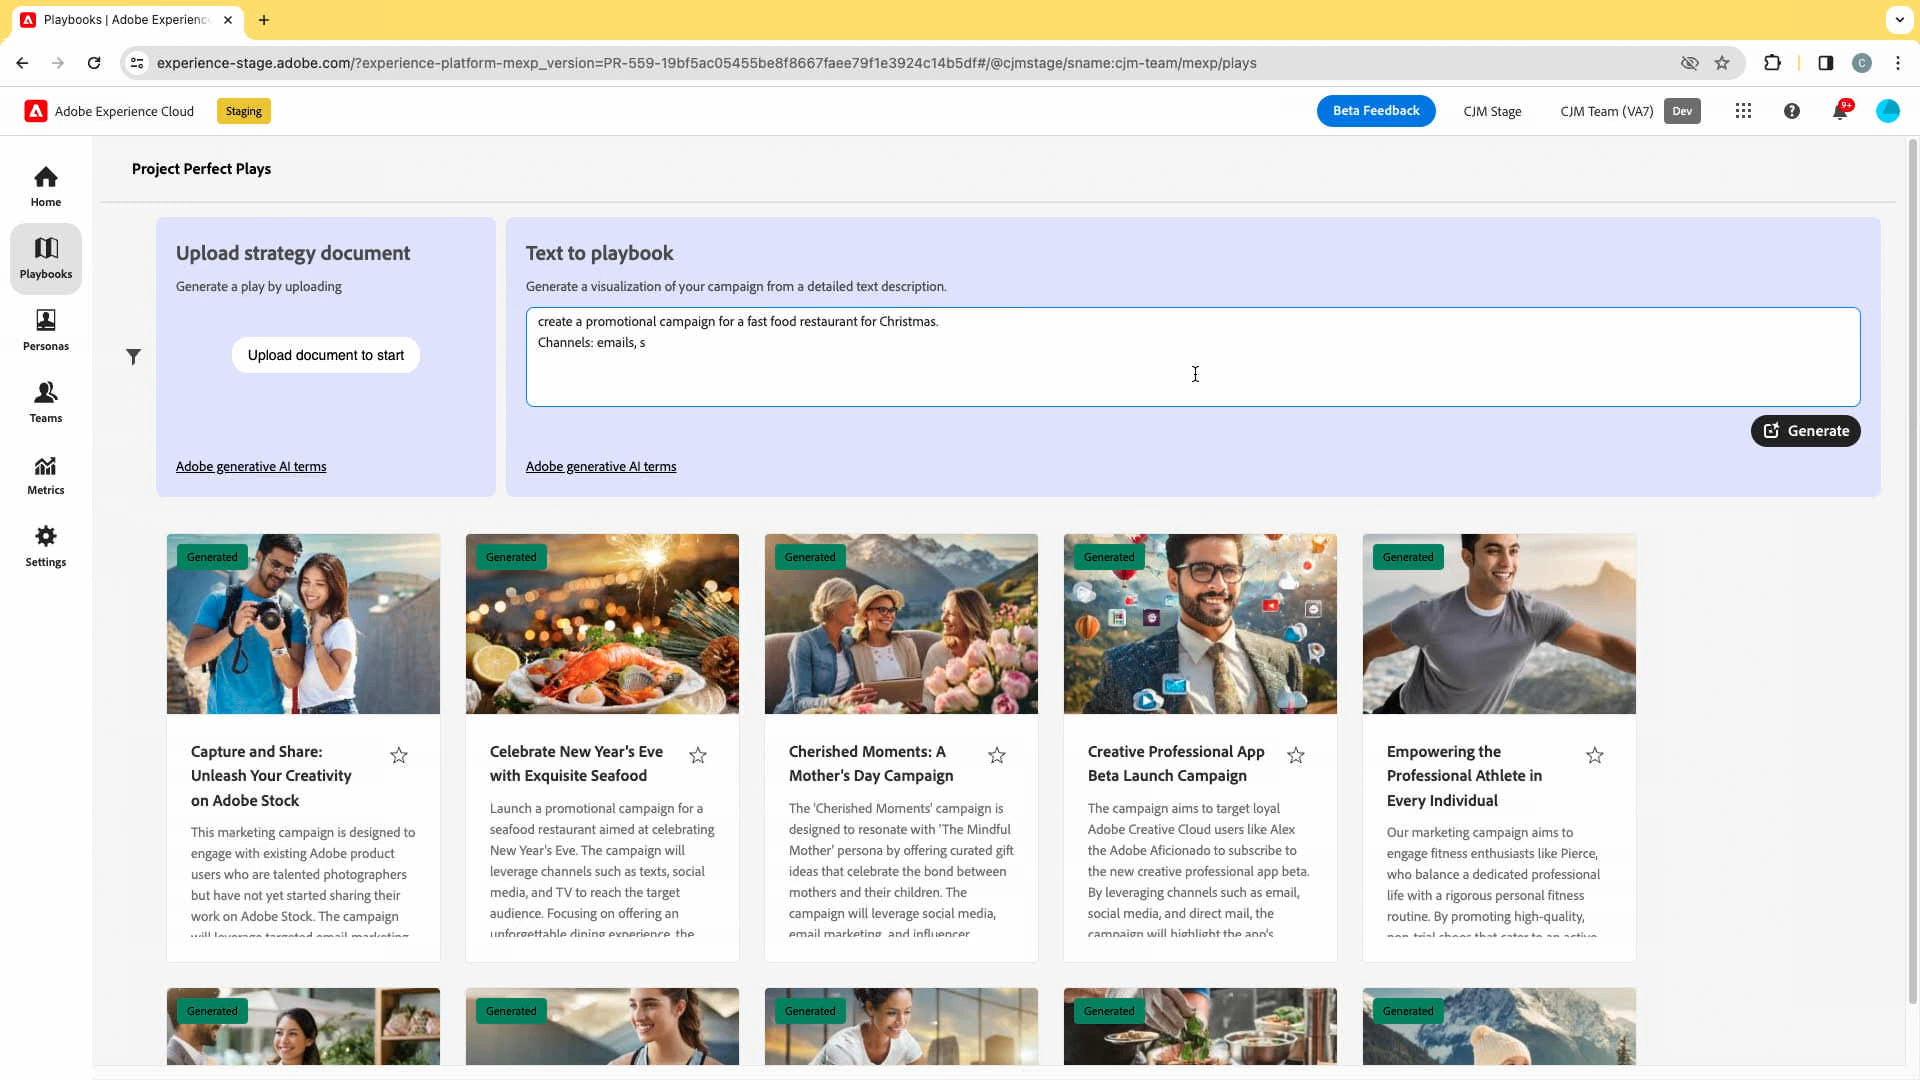 Playbooks | Adobe Experienc
experience-stage.adobe.com/?experience-platform-mexp_version=PR-559-19bf5ac05455be8f8667faee79f1e3924c14b5df#/@cjmstage/sname:cjm-team/mexp/plays
C
Adobe Experience Cloud
Staging
Beta Feedback
CJM Stage
CJM Team (VA7)
Dev
9+
Home
Playbooks
Personas
Teams
Metrics
Settings
Project Perfect Plays
Upload strategy document
Generate a play by uploading
Upload document to start
Adobe generative AI terms
Text to playbook
Generate a visualization of your campaign from a detailed text description.
create a promotional campaign for a fast food restaurant for Christmas.
Channels: emails, s
Generate
Adobe generative AI terms
Generated
Capture and Share:
Unleash Your Creativity
on Adobe Stock
This marketing campaign is designed to
engage with existing Adobe product
users who are talented photographers
but have not yet started sharing their
work on Adobe Stock. The campaign
will leverage targeted email marketing
Generated
Celebrate New Year's Eve
with Exquisite Seafood
Launch a promotional campaign for a
seafood restaurant aimed at celebrating
New Year's Eve. The campaign will
leverage channels such as texts, social
media, and TV to reach the target
audience. Focusing on offering an
unforgettable dining experience, the
Generated
Cherished Moments: A
Mother's Day Campaign
The 'Cherished Moments' campaign is
designed to resonate with 'The Mindful
Mother' persona by offering curated gift
ideas that celebrate the bond between
mothers and their children. The
campaign will leverage social media,
email marketing, and influencer
Generated
Creative Professional App
Beta Launch Campaign
The campaign aims to target loyal
Adobe Creative Cloud users like Alex
the Adobe Aficionado to subscribe to
the new creative professional app beta.
By leveraging channels such as email,
social media, and direct mail, the
campaign will highlight the app's
Generated
Empowering the
Professional Athlete in
Every Individual
Our marketing campaign aims to
engage fitness enthusiasts like Pierce,
who balance a dedicated professional
life with a rigorous personal fitness
routine. By promoting high-quality,
non-trial shoes that cater to an active
Generated
Generated
Generated
Generated
Generated